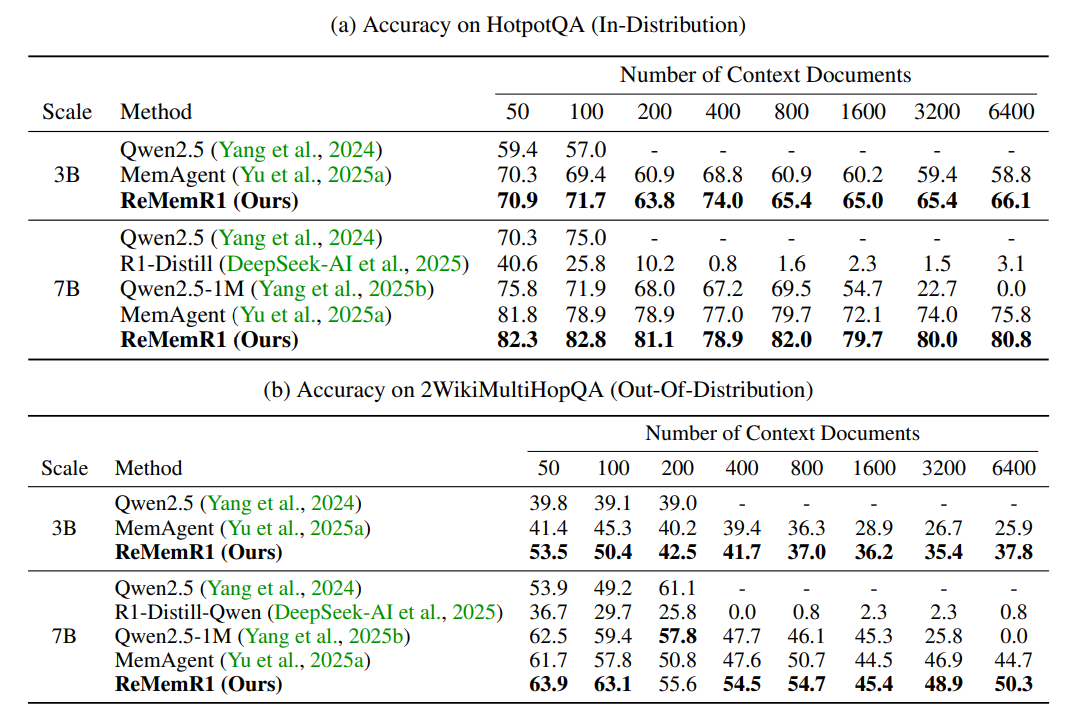 (a) Accuracy on HotpotQA (In-Distribution)
Number of Context Documents
Scale Method 50 100 200 400 800 1600 3200 6400
Qwen2.5 (Yang et al., 2024) 59.4 57.0 - - - - - -
3B MemAgent (Yu et al., 2025a) 70.3 69.4 60.9 68.8 60.9 60.2 59.4 58.8
ReMemR1 (Ours) 70.9 71.7 63.8 74.0 65.4 65.0 65.4 66.1
Qwen2.5 (Yang et al., 2024) 70.3 75.0 - - - - - -
R1-Distill (DeepSeek-AI et al., 2025) 40.6 25.8 10.2 0.8 1.6 2.3 1.5 3.1
7B Qwen2.5-1M (Yang et al., 2025b) 75.8 71.9 68.0 67.2 69.5 54.7 22.7 0.0
MemAgent (Yu et al., 2025a) 81.8 78.9 78.9 77.0 79.7 72.1 74.0 75.8
ReMemR1 (Ours) 82.3 82.8 81.1 78.9 82.0 79.7 80.0 80.8
(b) Accuracy on 2WikiMultiHopQA (Out-Of-Distribution)
Number of Context Documents
Scale Method 50 100 200 400 800 1600 3200 6400
Qwen2.5 (Yang et al., 2024) 39.8 39.1 39.0 - - - - -
3B MemAgent (Yu et al., 2025a) 41.4 45.3 40.2 39.4 36.3 28.9 26.7 25.9
ReMemR1 (Ours) 53.5 50.4 42.5 41.7 37.0 36.2 35.4 37.8
Qwen2.5 (Yang et al., 2024) 53.9 49.2 61.1 - - - - -
R1-Distill-Qwen (DeepSeek-AI et al., 2025) 36.7 29.7 25.8 0.0 0.8 2.3 2.3 0.8
7B Qwen2.5-1M (Yang et al., 2025b) 62.5 59.4 57.8 47.7 46.1 45.3 25.8 0.0
MemAgent (Yu et al., 2025a) 61.7 57.8 50.8 47.6 50.7 44.5 46.9 44.7
ReMemR1 (Ours) 63.9 63.1 55.6 54.5 54.7 45.4 48.9 50.3